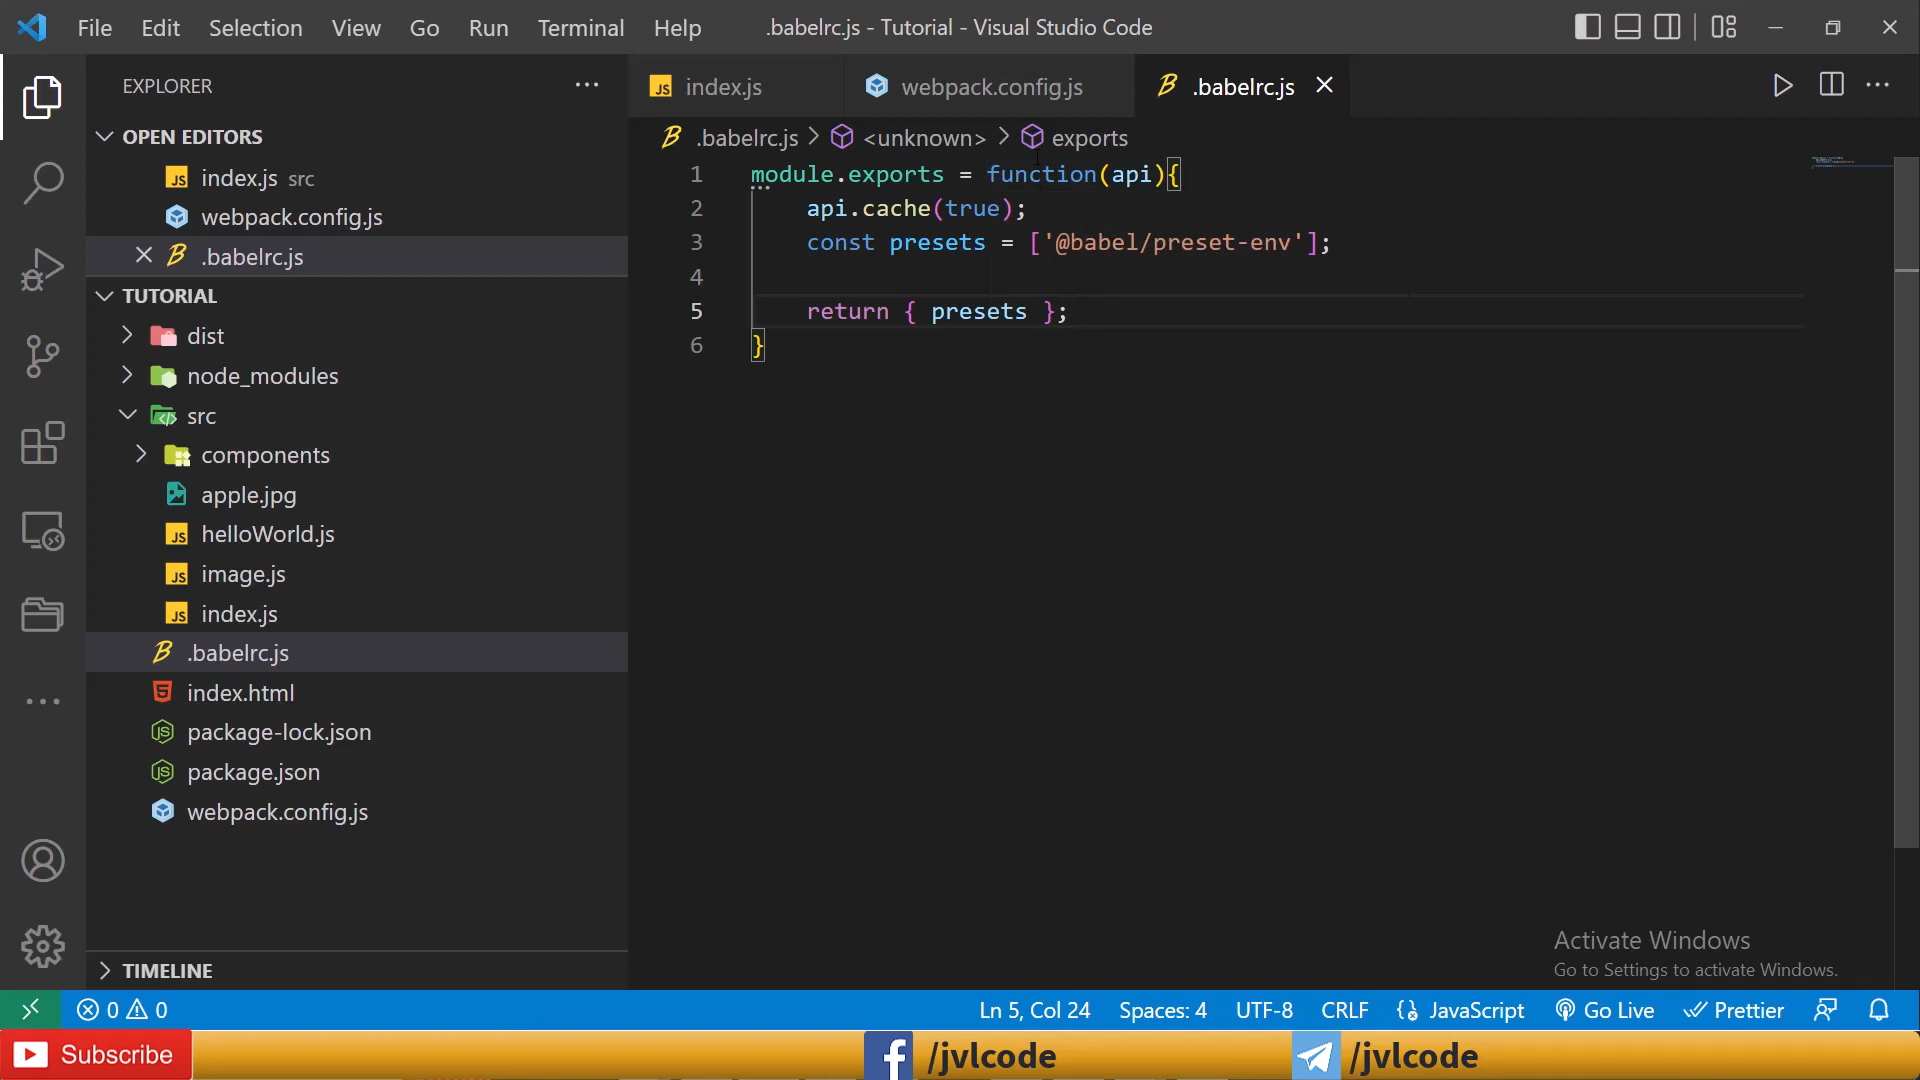 File Edit Selection View Go Run Terminal Help .babelrc.js - Tutorial - Visual Studio Code
EXPLORER
OPEN EDITORS
index.js src
webpack.config.js
.babelrc.js
TUTORIAL
dist
node_modules
src
components
apple.jpg
helloWorld.js
image.js
index.js
.babelrc.js
index.html
package-lock.json
package.json
webpack.config.js
TIMELINE
index.js webpack.config.js .babelrc.js
.babelrc.js > <unknown> > exports
1 module.exports = function(api){
2 api.cache(true);
3 const presets = ['@babel/preset-env'];
4
5 return { presets };
6 }
Activate Windows
Go to Settings to activate Windows.
0 0 Ln 5, Col 24 Spaces: 4 UTF-8 CRLF JavaScript Go Live Prettier
Subscribe /jvlcode /jvlcode